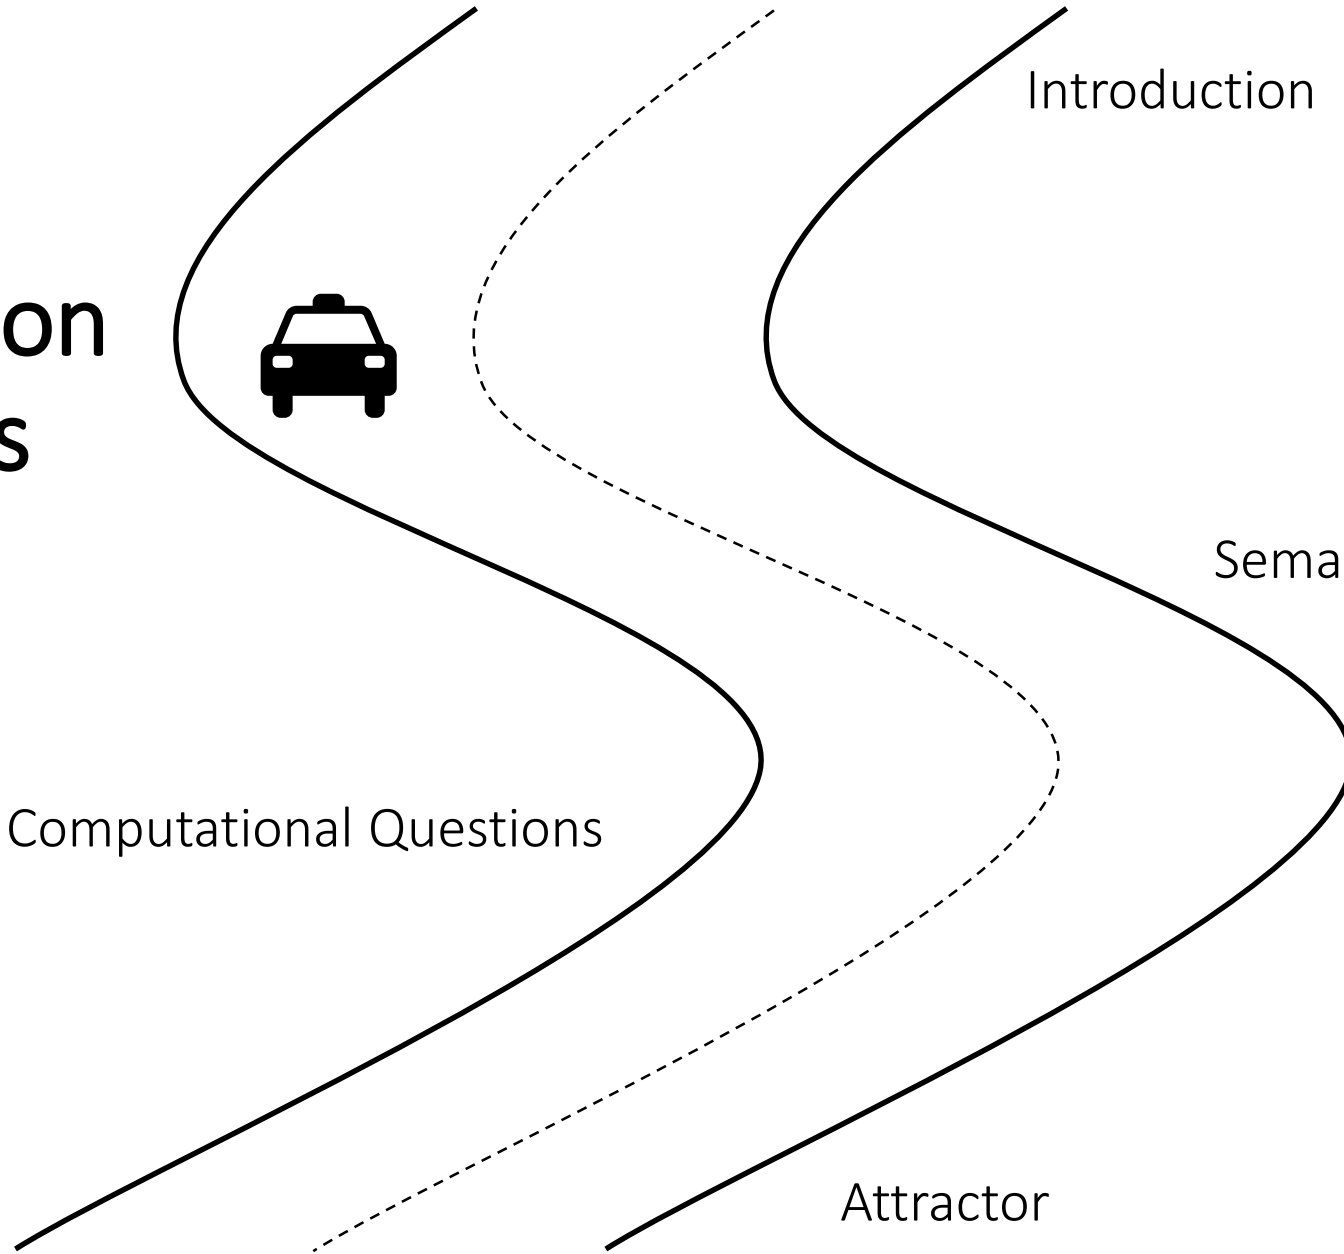 Introduction
on
s
Sema
Computational Questions
Attractor